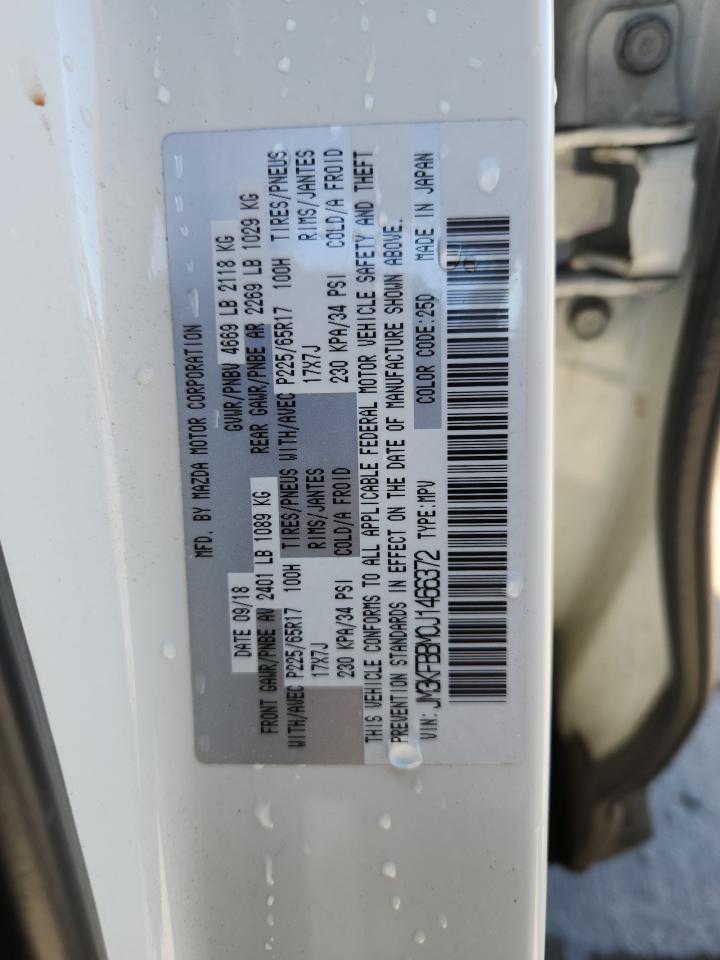 MFD. BY MAZDA MOTOR CORPORATION
DATE 09/18 GVWR/PNBV 4669 LB 2118 KG
FRONT GAWR/PNBE AV 2401 LB 1089 KG REAR GAWR/PNBE AR 2269 LB 1029 KG
WITH/AVEC P225/65R17 100H TIRES/PNEUS WITH/AVEC P225/65R17 100H TIRES/PNEUS
17X7J RIMS/JANTES 17X7J RIMS/JANTES
230 KPA/34 PSI COLD/A FROID 230 KPA/34 PSI COLD/A FROID
THIS VEHICLE CONFORMS TO ALL APPLICABLE FEDERAL MOTOR VEHICLE SAFETY AND THEFT
PREVENTION STANDARDS IN EFFECT ON THE DATE OF MANUFACTURE SHOWN ABOVE.
VIN: JM3KFBBM0J1466372 TYPE:MPV COLOR CODE:25D MADE IN JAPAN